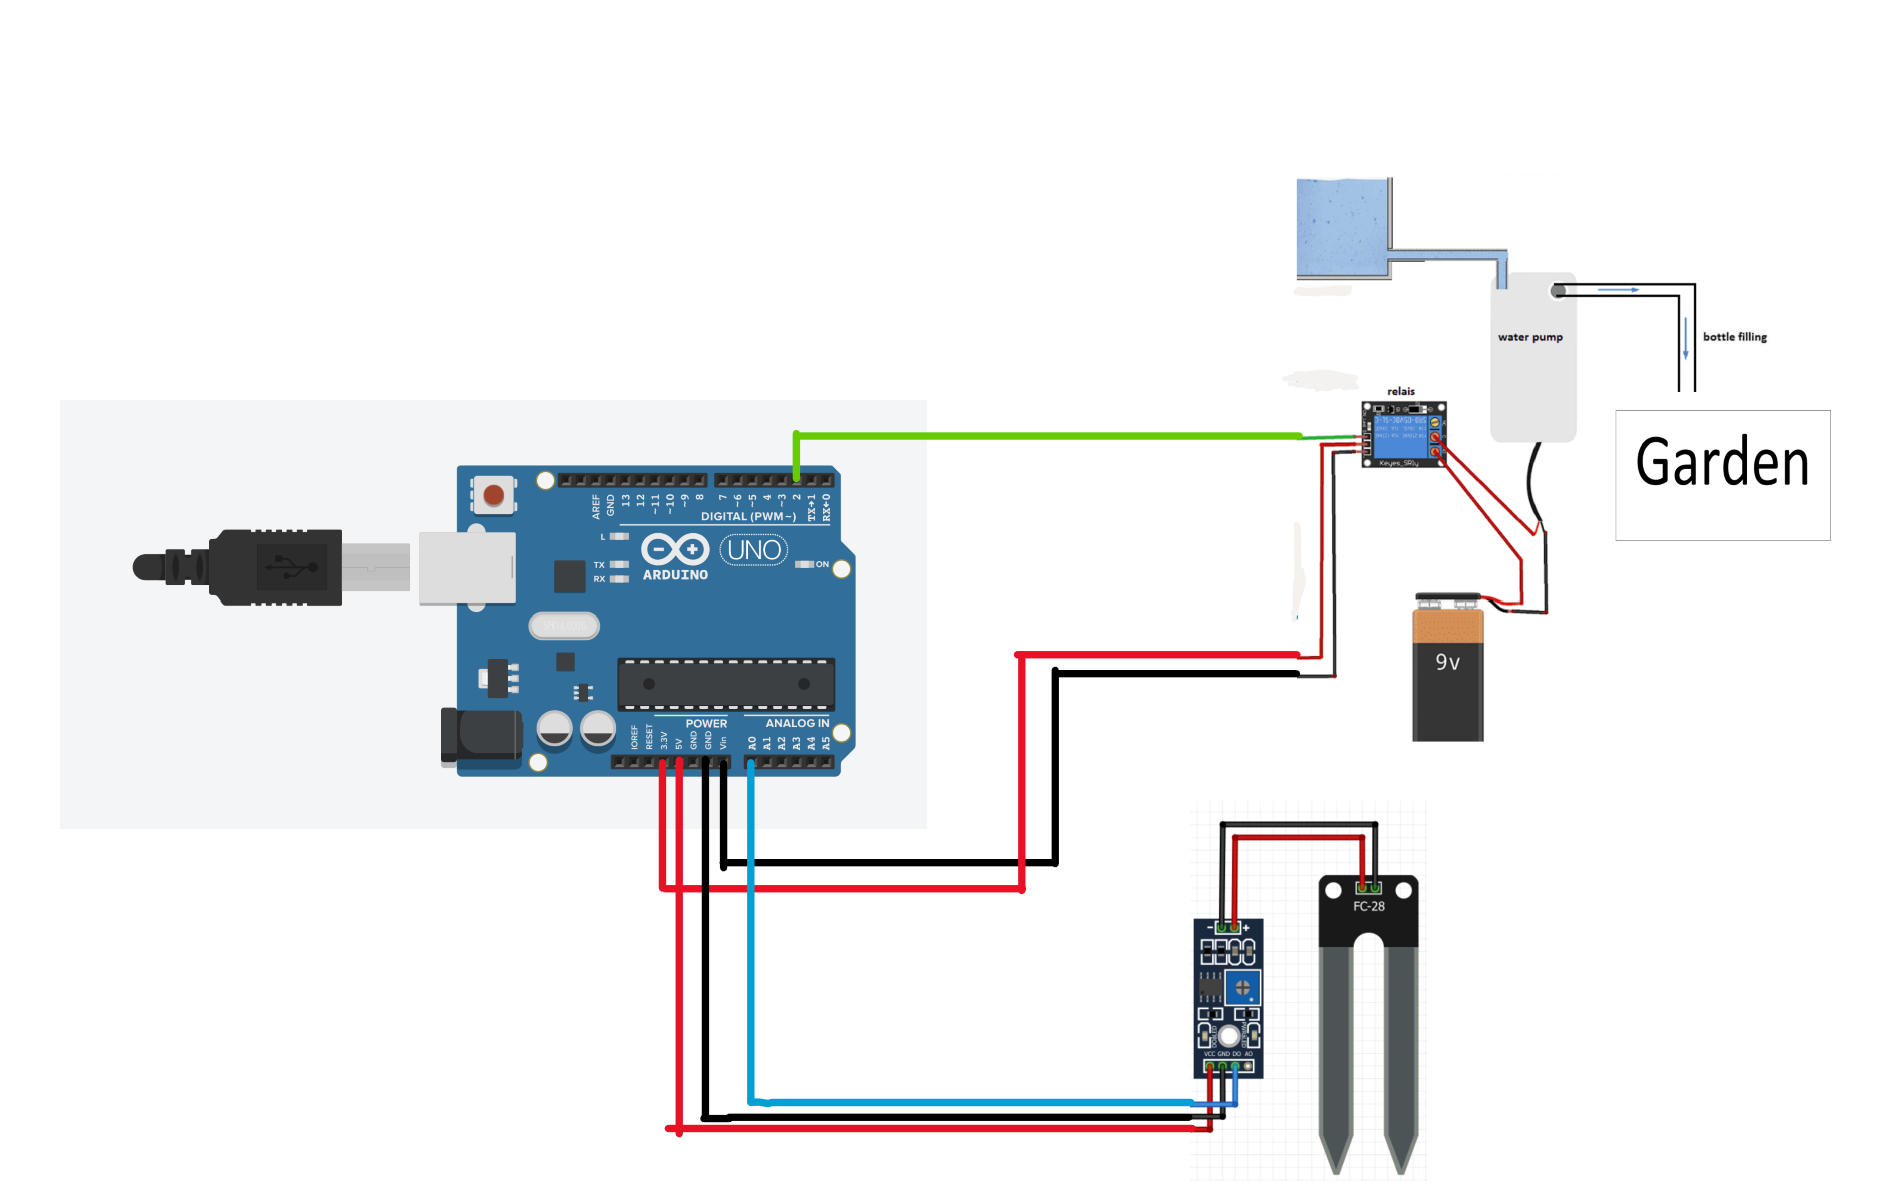 water pump
bottle filling
relais
Keyes_SRly
Garden
9v
AREF
GND
13
12
~11
~10
~9
8
7
~6
~5
4
~3
2
TX→1
RX←0
DIGITAL (PWM~)
L
TX
RX
ARDUINO
UNO
ON
POWER
ANALOG IN
IOREF
RESET
3.3V
5V
GND
GND
Vin
A0
A1
A2
A3
A4
A5
FC-28
- +
VCC GND DO AO